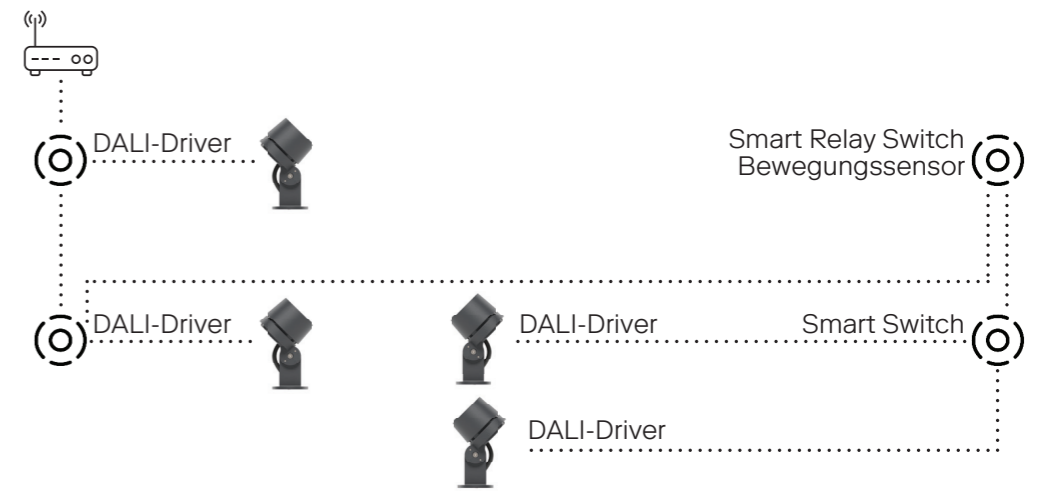 DALI-Driver
Smart Relay Switch
Bewegungssensor
DALI-Driver
DALI-Driver
Smart Switch
DALI-Driver